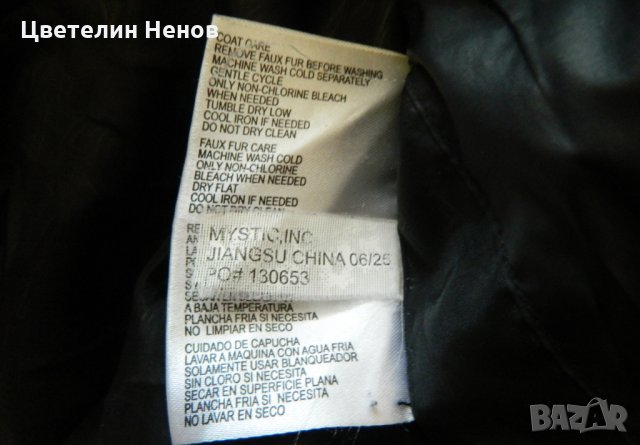 Цветелин Ненов
COAT CARE
REMOVE FAUX FUR BEFORE WASHING
MACHINE WASH COLD SEPARATELY
GENTLE CYCLE
ONLY NON-CHLORINE BLEACH
WHEN NEEDED
TUMBLE DRY LOW
COOL IRON IF NEEDED
DO NOT DRY CLEAN
FAUX FUR CARE
MACHINE WASH COLD
ONLY NON-CHLORINE
BLEACH WHEN NEEDED
DRY FLAT
COOL IRON IF NEEDED
DO NOT DRY CLEAN
MYSTIC,INC
JIANGSU CHINA 06/25
PO# 130653
A BAJA TEMPERATURA
PLANCHA FRIA SI NECESITA
NO LIMPIAR EN SECO
CUIDADO DE CAPUCHA
LAVAR A MAQUINA CON AGUA FRIA
SOLAMENTE USAR BLANQUEADOR
SIN CLORO SI NECESITA
SECAR EN SUPERFICIE PLANA
PLANCHA FRIA SI NECESITA
NO LAVAR EN SECO
BAZAR